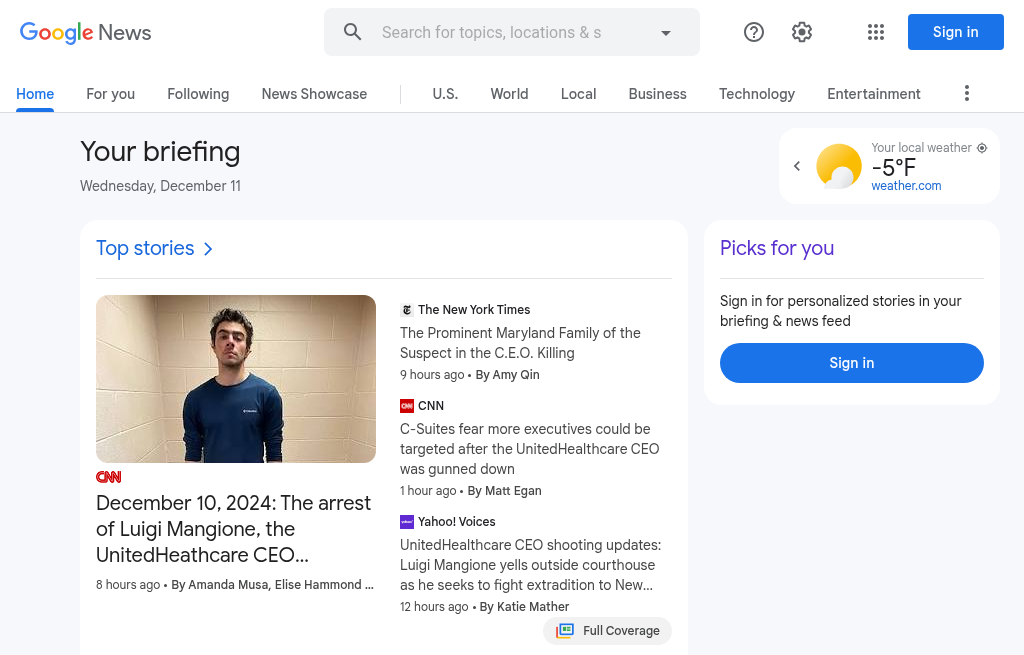 Google News
Search for topics, locations & s
Sign in
Home
For you
Following
News Showcase
U.S.
World
Local
Business
Technology
Entertainment
Your briefing
Wednesday, December 11
Your local weather
-5°F
weather.com
Top stories
CNN
December 10, 2024: The arrest
of Luigi Mangione, the
UnitedHeathcare CEO...
8 hours ago • By Amanda Musa, Elise Hammond ...
The New York Times
The Prominent Maryland Family of the
Suspect in the C.E.O. Killing
9 hours ago • By Amy Qin
CNN
CNN
C-Suites fear more executives could be
targeted after the UnitedHealthcare CEO
was gunned down
1 hour ago • By Matt Egan
Yahoo! Voices
UnitedHealthcare CEO shooting updates:
Luigi Mangione yells outside courthouse
as he seeks to fight extradition to New...
12 hours ago • By Katie Mather
Full Coverage
Picks for you
Sign in for personalized stories in your
briefing & news feed
Sign in